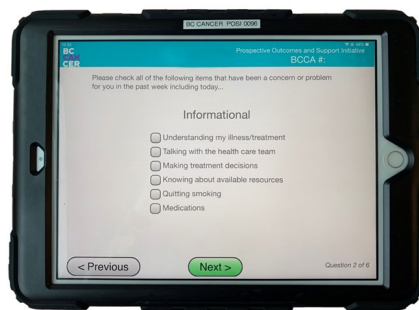 BC CANCER POSI 0096
BC
CAN
CER
Prospective Outcomes and Support Initiative
BCCA #:
Please check all of the following items that have been a concern or problem
for you in the past week including today...
Informational
Understanding my illness/treatment
Talking with the health care team
Making treatment decisions
Knowing about available resources
Quitting smoking
Medications
< Previous
Next >
Question 2 of 6